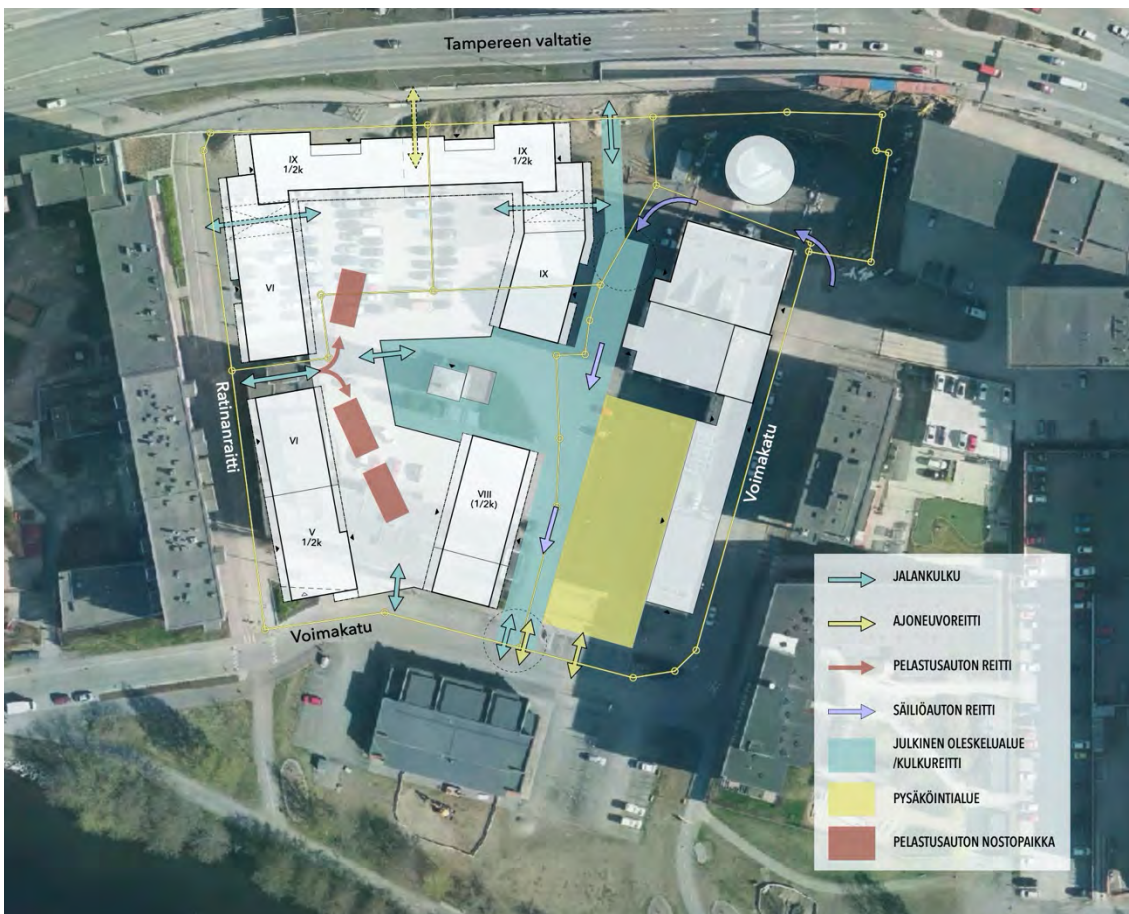 Tampereen valtatie
IX
1/2k
IX
1/2k
VI
IX
Ratinanraitti
VI
V
1/2k
VIII
(1/2k)
Voimakatu
Voimakatu
JALANKULKU
AJONEUVOREITTI
PELASTUSAUTON REITTI
SÄILIÖAUTON REITTI
JULKINEN OLESKELUALUE
/KULKUREITTI
PYSÄKÖINTIALUE
PELASTUSAUTON NOSTOPAIKKA